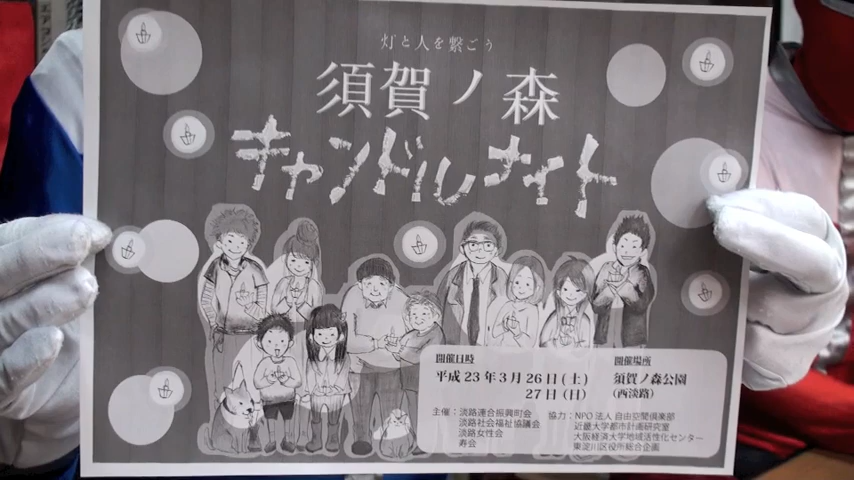 灯と人を繋ごう
須賀ノ森
キャンドルナイト
開催日時
平成23年3月26日(土)
27日(日)
開催場所
須賀ノ森公園
(西淡路)
主催：淡路連合振興町会
淡路社会福祉協議会
淡路女性会
寿会
協力：NPO法人 自由空間倶楽部
近畿大学都市計画研究室
大阪経済大学地域活性化センター
東淀川区役所総合企画